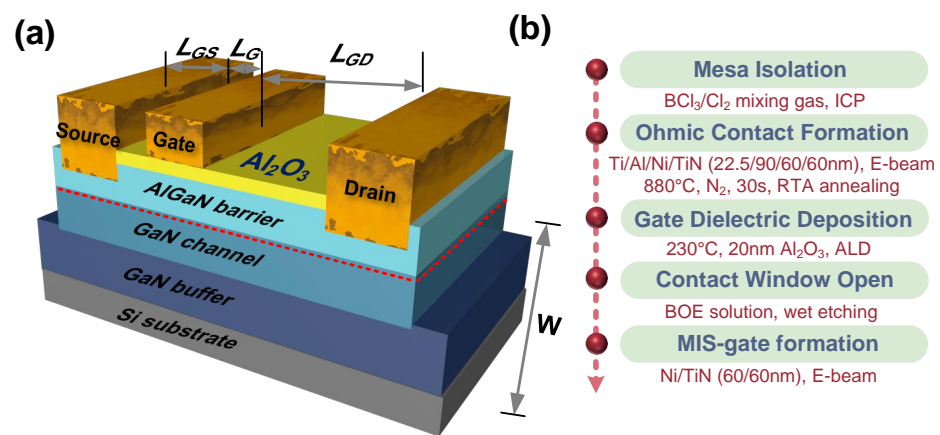 (a)
L_GS
L_G
L_GD
Source
Gate
Al₂O₃
Drain
AlGaN barrier
GaN channel
GaN buffer
Si substrate
W
(b)
Mesa Isolation
BCl₃/Cl₂ mixing gas, ICP
Ohmic Contact Formation
Ti/Al/Ni/TiN (22.5/90/60/60nm), E-beam
880°C, N₂, 30s, RTA annealing
Gate Dielectric Deposition
230°C, 20nm Al₂O₃, ALD
Contact Window Open
BOE solution, wet etching
MIS-gate formation
Ni/TiN (60/60nm), E-beam